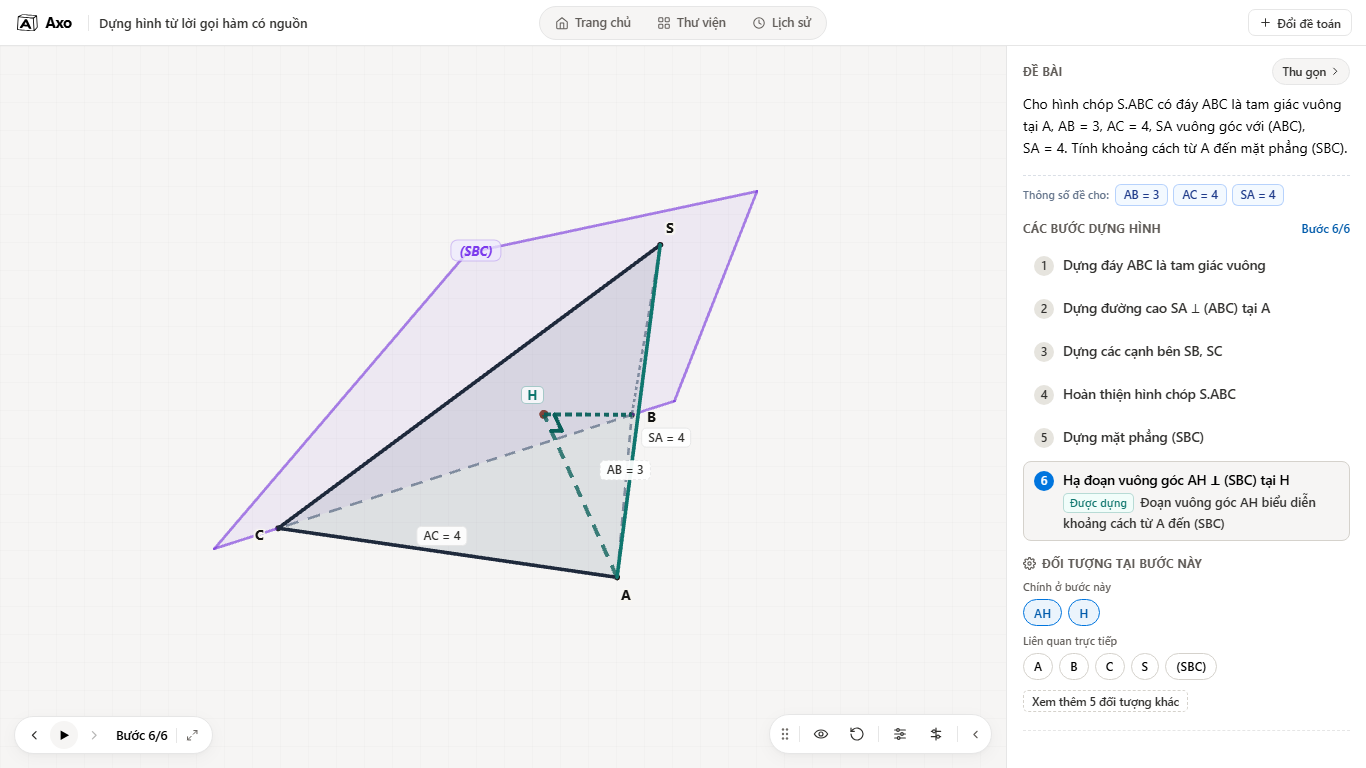 Axo
Dựng hình từ lời gọi hàm có nguồn
Trang chủ
Thư viện
Lịch sử
Đổi đề toán
(SBC)
S
H
B
SA = 4
AB = 3
C
AC = 4
A
Bước 6/6
ĐỀ BÀI
Thu gọn
Cho hình chóp S.ABC có đáy ABC là tam giác vuông
tại A, AB = 3, AC = 4, SA vuông góc với (ABC),
SA = 4. Tính khoảng cách từ A đến mặt phẳng (SBC).
Thông số đề cho:
AB = 3
AC = 4
SA = 4
CÁC BƯỚC DỰNG HÌNH
Bước 6/6
1 Dựng đáy ABC là tam giác vuông
2 Dựng đường cao SA ⊥ (ABC) tại A
3 Dựng các cạnh bên SB, SC
4 Hoàn thiện hình chóp S.ABC
5 Dựng mặt phẳng (SBC)
6 Hạ đoạn vuông góc AH ⊥ (SBC) tại H
Được dựng Đoạn vuông góc AH biểu diễn
khoảng cách từ A đến (SBC)
ĐỐI TƯỢNG TẠI BƯỚC NÀY
Chính ở bước này
AH
H
Liên quan trực tiếp
A
B
C
S
(SBC)
Xem thêm 5 đối tượng khác